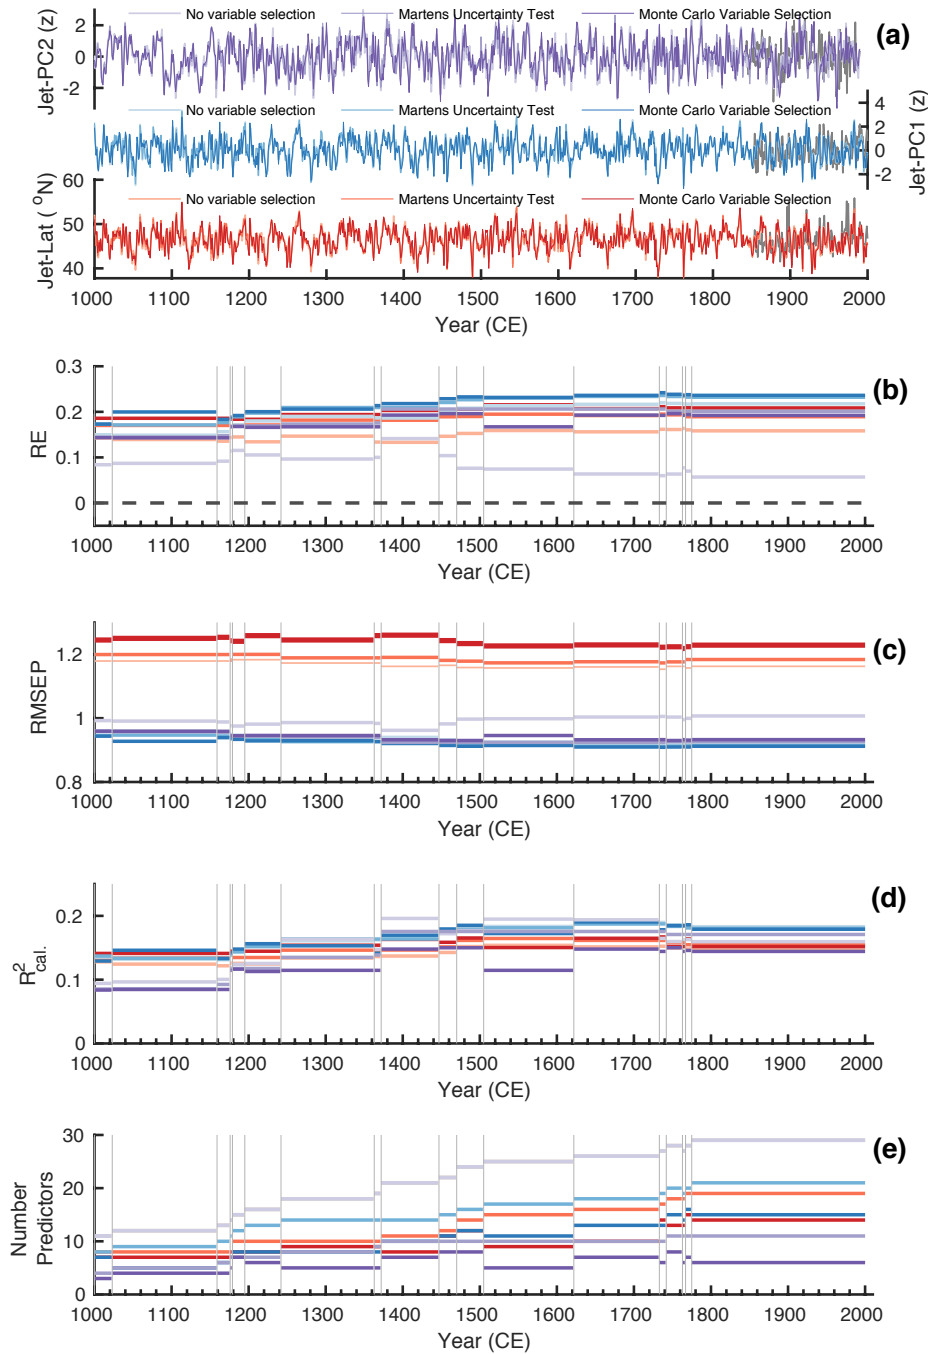 (a)
Jet-PC2 (z)
2
0
-2
No variable selection
Martens Uncertainty Test
Monte Carlo Variable Selection
Jet-PC1 (z)
4
2
0
-2
No variable selection
Martens Uncertainty Test
Monte Carlo Variable Selection
Jet-Lat ( °N)
60
50
40
No variable selection
Martens Uncertainty Test
Monte Carlo Variable Selection
1000 1100 1200 1300 1400 1500 1600 1700 1800 1900 2000
Year (CE)
(b)
RE
0.3
0.2
0.1
0
1000 1100 1200 1300 1400 1500 1600 1700 1800 1900 2000
Year (CE)
(c)
RMSEP
1.2
1
0.8
1000 1100 1200 1300 1400 1500 1600 1700 1800 1900 2000
Year (CE)
(d)
R²cal.
0.2
0.1
0
1000 1100 1200 1300 1400 1500 1600 1700 1800 1900 2000
Year (CE)
(e)
Number
Predictors
30
20
10
0
1000 1100 1200 1300 1400 1500 1600 1700 1800 1900 2000
Year (CE)